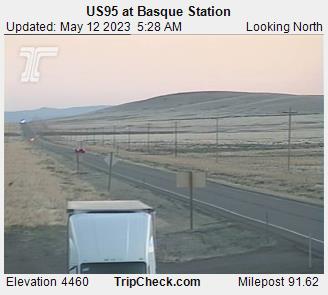 US95 at Basque Station
Updated: May 12 2023 5:28 AM Looking North
Elevation 4460 TripCheck.com Milepost 91.62